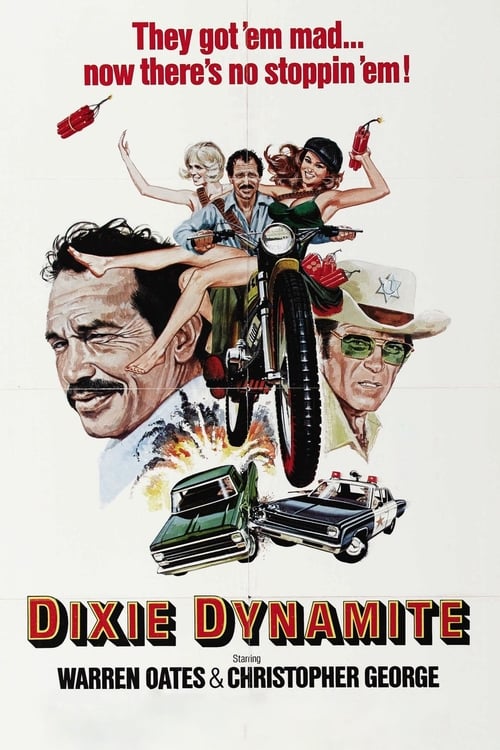 They got 'em mad...
now there's no stoppin 'em!
DIXIE DYNAMITE
Starring
WARREN OATES & CHRISTOPHER GEORGE